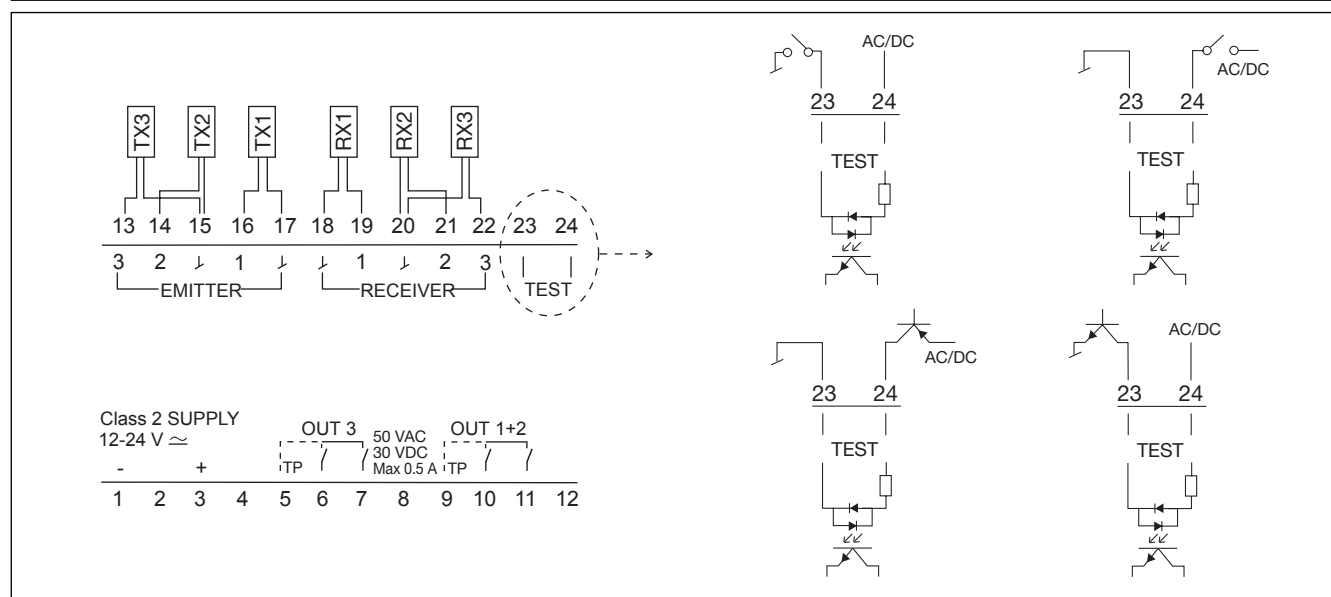 TX3 TX2 TX1 RX1 RX2 RX3
13 14 15 16 17 18 19 20 21 22 23 24
3 2 1 1 2 3
EMITTER RECEIVER TEST
Class 2 SUPPLY
12-24 V ≂
- +
OUT 3
50 VAC
30 VDC
Max 0.5 A
OUT 1+2
TP TP
1 2 3 4 5 6 7 8 9 10 11 12
AC/DC
23 24
TEST
AC/DC
23 24
TEST
AC/DC
23 24
TEST
AC/DC
23 24
TEST